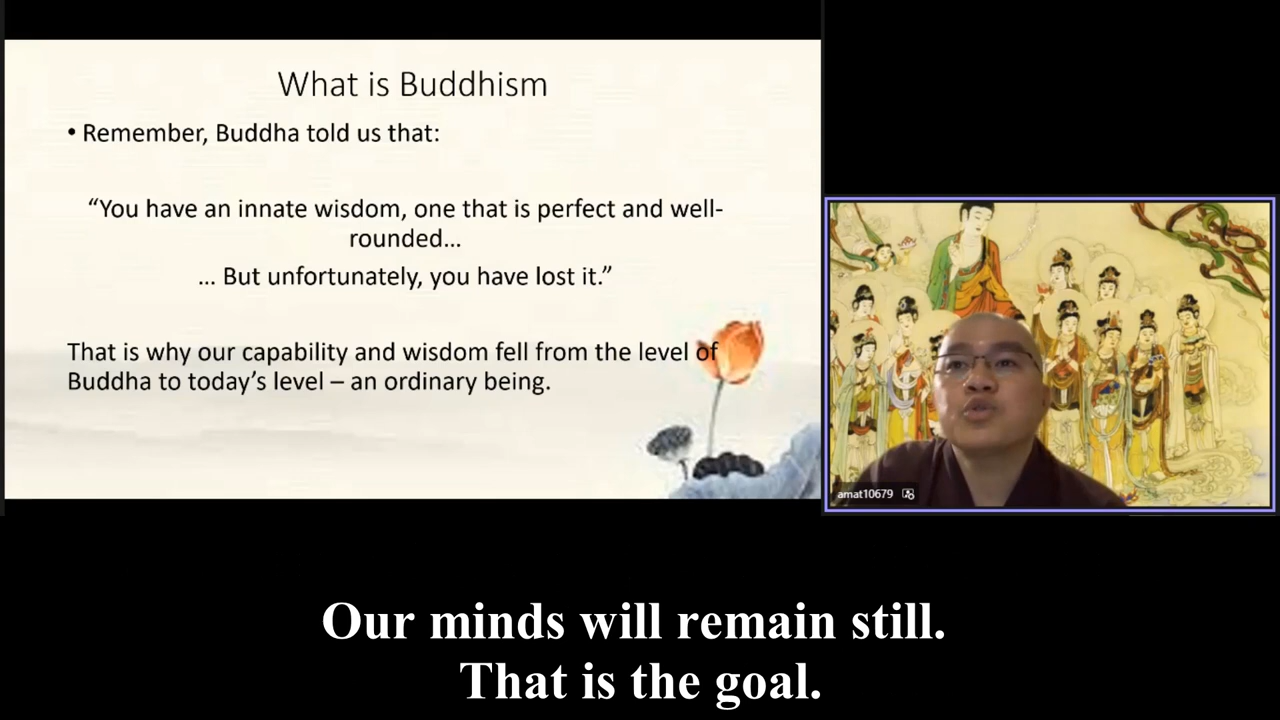 What is Buddhism
• Remember, Buddha told us that:
“You have an innate wisdom, one that is perfect and well-
rounded...
... But unfortunately, you have lost it.”
That is why our capability and wisdom fell from the level of
Buddha to today’s level – an ordinary being.
amat10679
Our minds will remain still.
That is the goal.